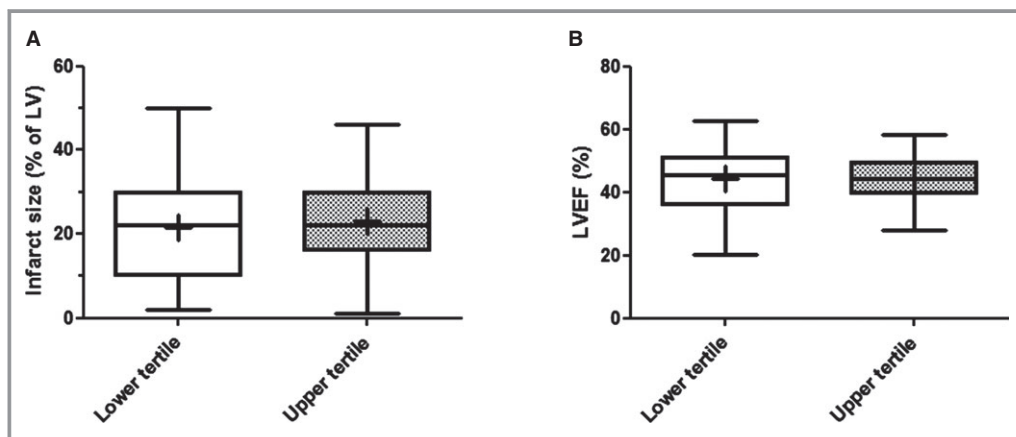 A
60
40
20
0
Infarct size (% of LV)
Lower tertile
Upper tertile
B
80
60
40
20
0
LVEF (%)
Lower tertile
Upper tertile